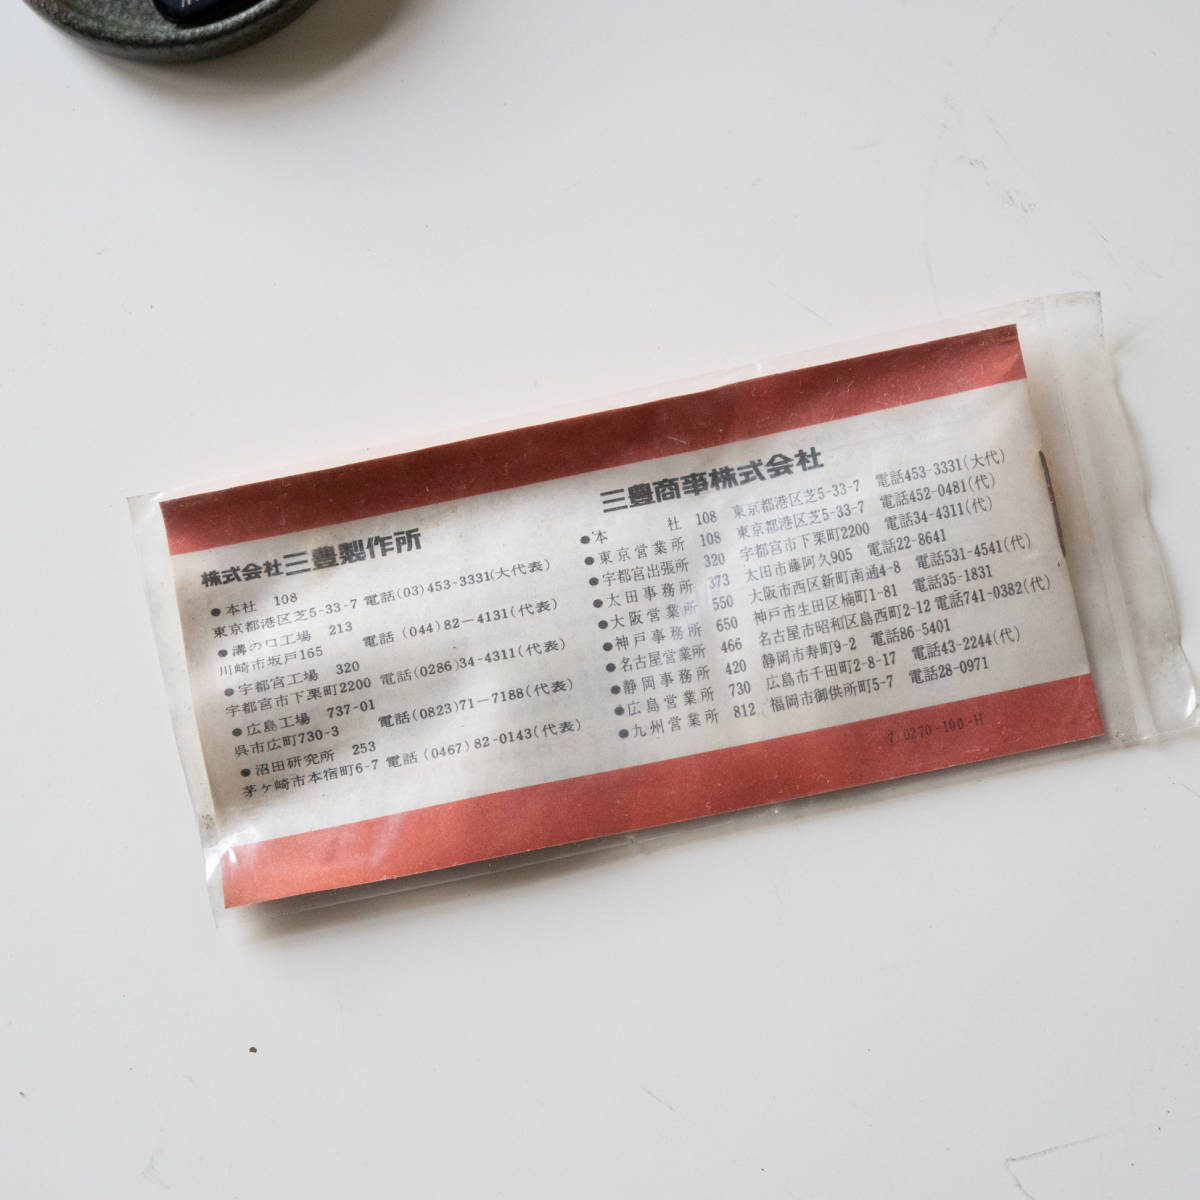 株式会社三豊製作所
●本社 108
東京都港区芝5-33-7 電話(03)453-3331(大代表)
●溝の口工場 213
川崎市坂戸165 電話(044)82-4131(代表)
●宇都宮工場 320
宇都宮市下栗町2200 電話(0286)34-4311(代表)
●広島工場 737-01
呉市広町730-3 電話(0823)71-7188(代表)
●沼田研究所 253
茅ヶ崎市本宿町6-7 電話(0467)82-0143(代表)
三豊商事株式会社
●本社 108 東京都港区芝5-33-7 電話453-3331(大代)
●東京営業所 108 東京都港区芝5-33-7 電話452-0481(代)
●宇都宮出張所 320 宇都宮市下栗町2200 電話34-4311(代)
●太田事務所 373 太田市藤阿久905 電話22-8641
●大阪営業所 550 大阪市西区新町南通4-8 電話531-4541(代)
●神戸事務所 650 神戸市生田区楠町1-81 電話35-1831
●名古屋営業所 466 名古屋市昭和区島西町2-12 電話741-0382(代)
●静岡事務所 420 静岡市寿町9-2 電話86-5401
●広島営業所 730 広島市千田町2-8-17 電話43-2244(代)
●九州営業所 812 福岡市御供所町5-7 電話28-0971